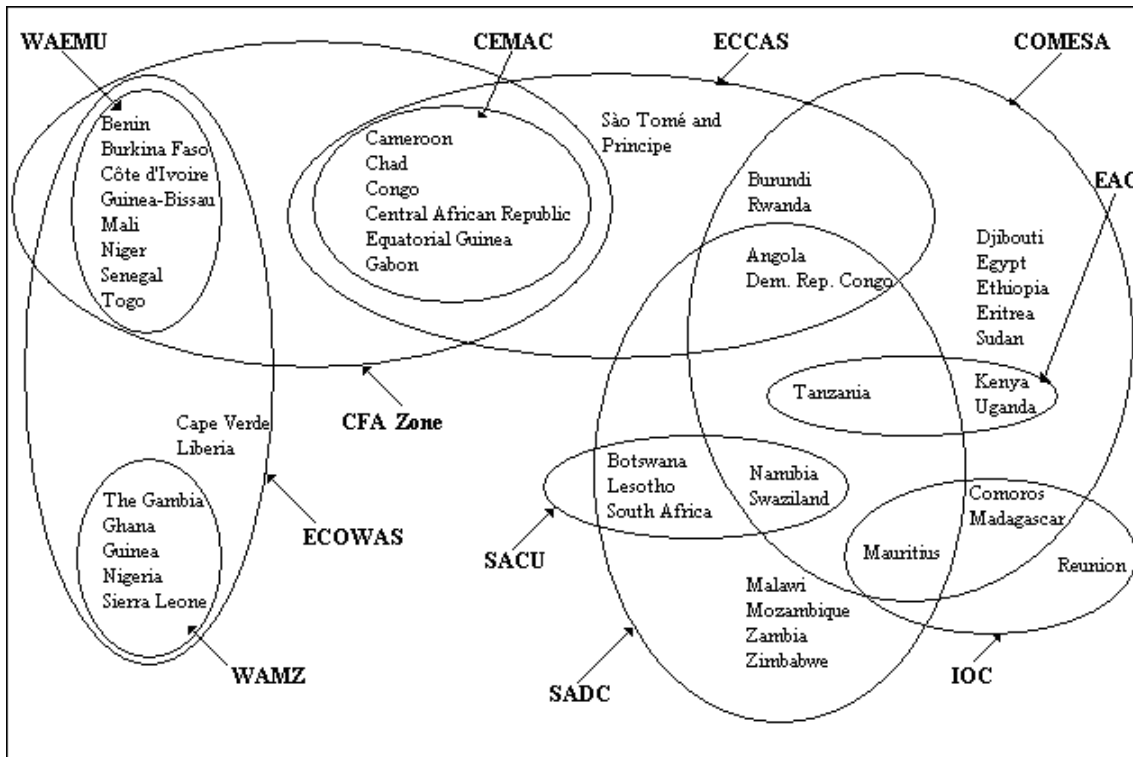 WAEMU
CEMAC
ECCAS
COMESA
Benin
Burkina Faso
Côte d'Ivoire
Guinea-Bissau
Mali
Niger
Senegal
Togo
Cameroon
Chad
Congo
Central African Republic
Equatorial Guinea
Gabon
Sào Tomé and
Principe
Burundi
Rwanda
EAC
Angola
Dem. Rep. Congo
Djibouti
Egypt
Ethiopia
Eritrea
Sudan
Tanzania
Kenya
Uganda
CFA Zone
Cape Verde
Liberia
Botswana
Lesotho
South Africa
Namibia
Swaziland
The Gambia
Ghana
Guinea
Nigeria
Sierra Leone
ECOWAS
SACU
Comoros
Madagascar
Mauritius
Reunion
Malawi
Mozambique
Zambia
Zimbabwe
WAMZ
SADC
IOC